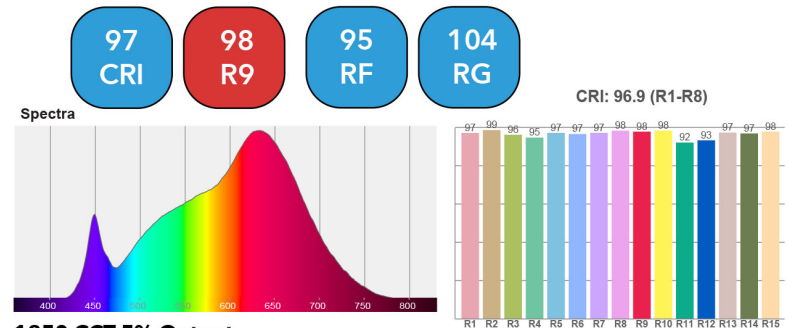 97 98 95 104
CRI R9 RF RG
CRI: 96.9 (R1-R8)
Spectra
97 99 96 95 97 96 97 98 98 98 92 93 97 97 98
400 450 500 550 600 650 700 750 800
R1 R2 R3 R4 R5 R6 R7 R8 R9 R10 R11 R12 R13 R14 R15